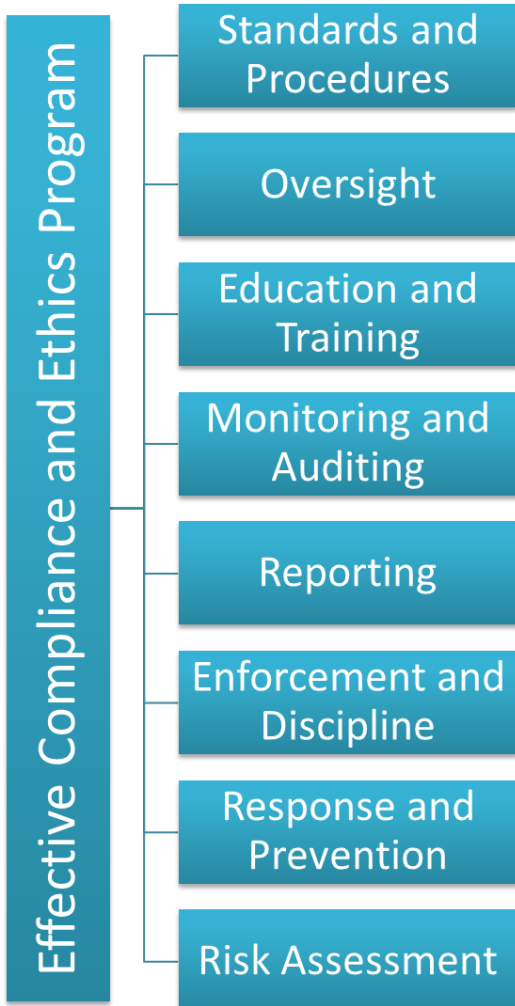 Effective Compliance and Ethics Program
Standards and
Procedures
Oversight
Education and
Training
Monitoring and
Auditing
Reporting
Enforcement and
Discipline
Response and
Prevention
Risk Assessment